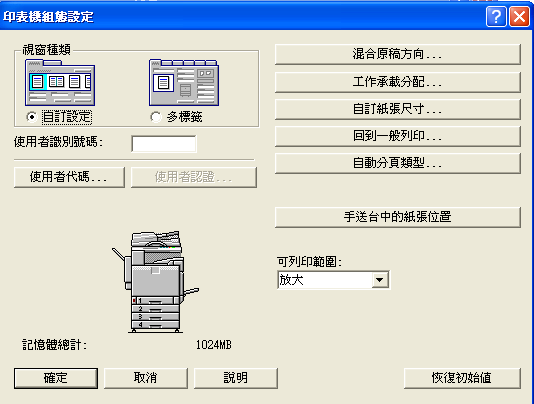 印表機組態設定
視窗種類
自訂設定
多標籤
使用者識別號碼:
使用者代碼...
使用者認證...
混合原稿方向...
工作承載分配...
自訂紙張尺寸...
回到一般列印...
自動分頁類型...
手送台中的紙張位置
可列印範圍:
放大
1
2
3
4
記憶體總計:
1024MB
確定
取消
說明
恢復初始值